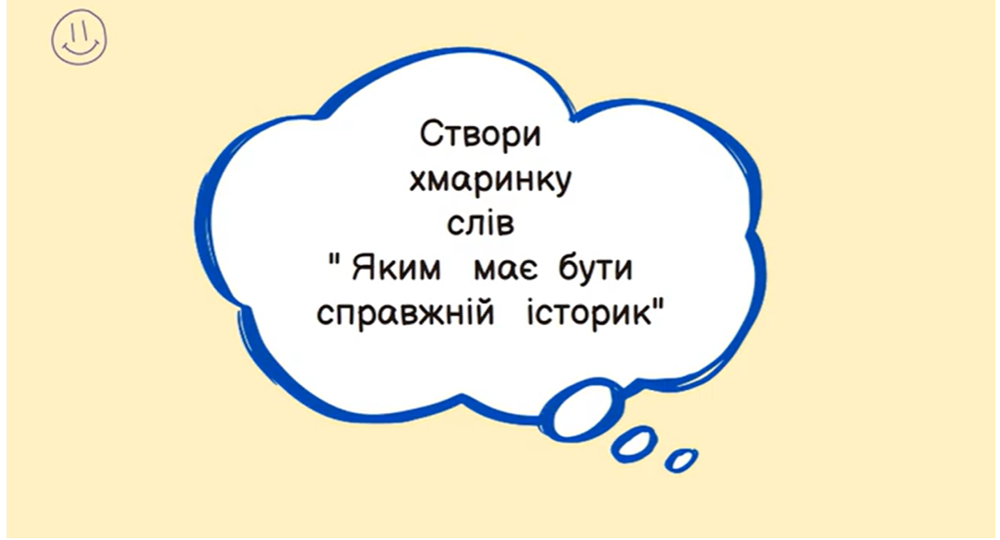 Створи
хмаринку
слів
" Яким має бути
справжній історик"